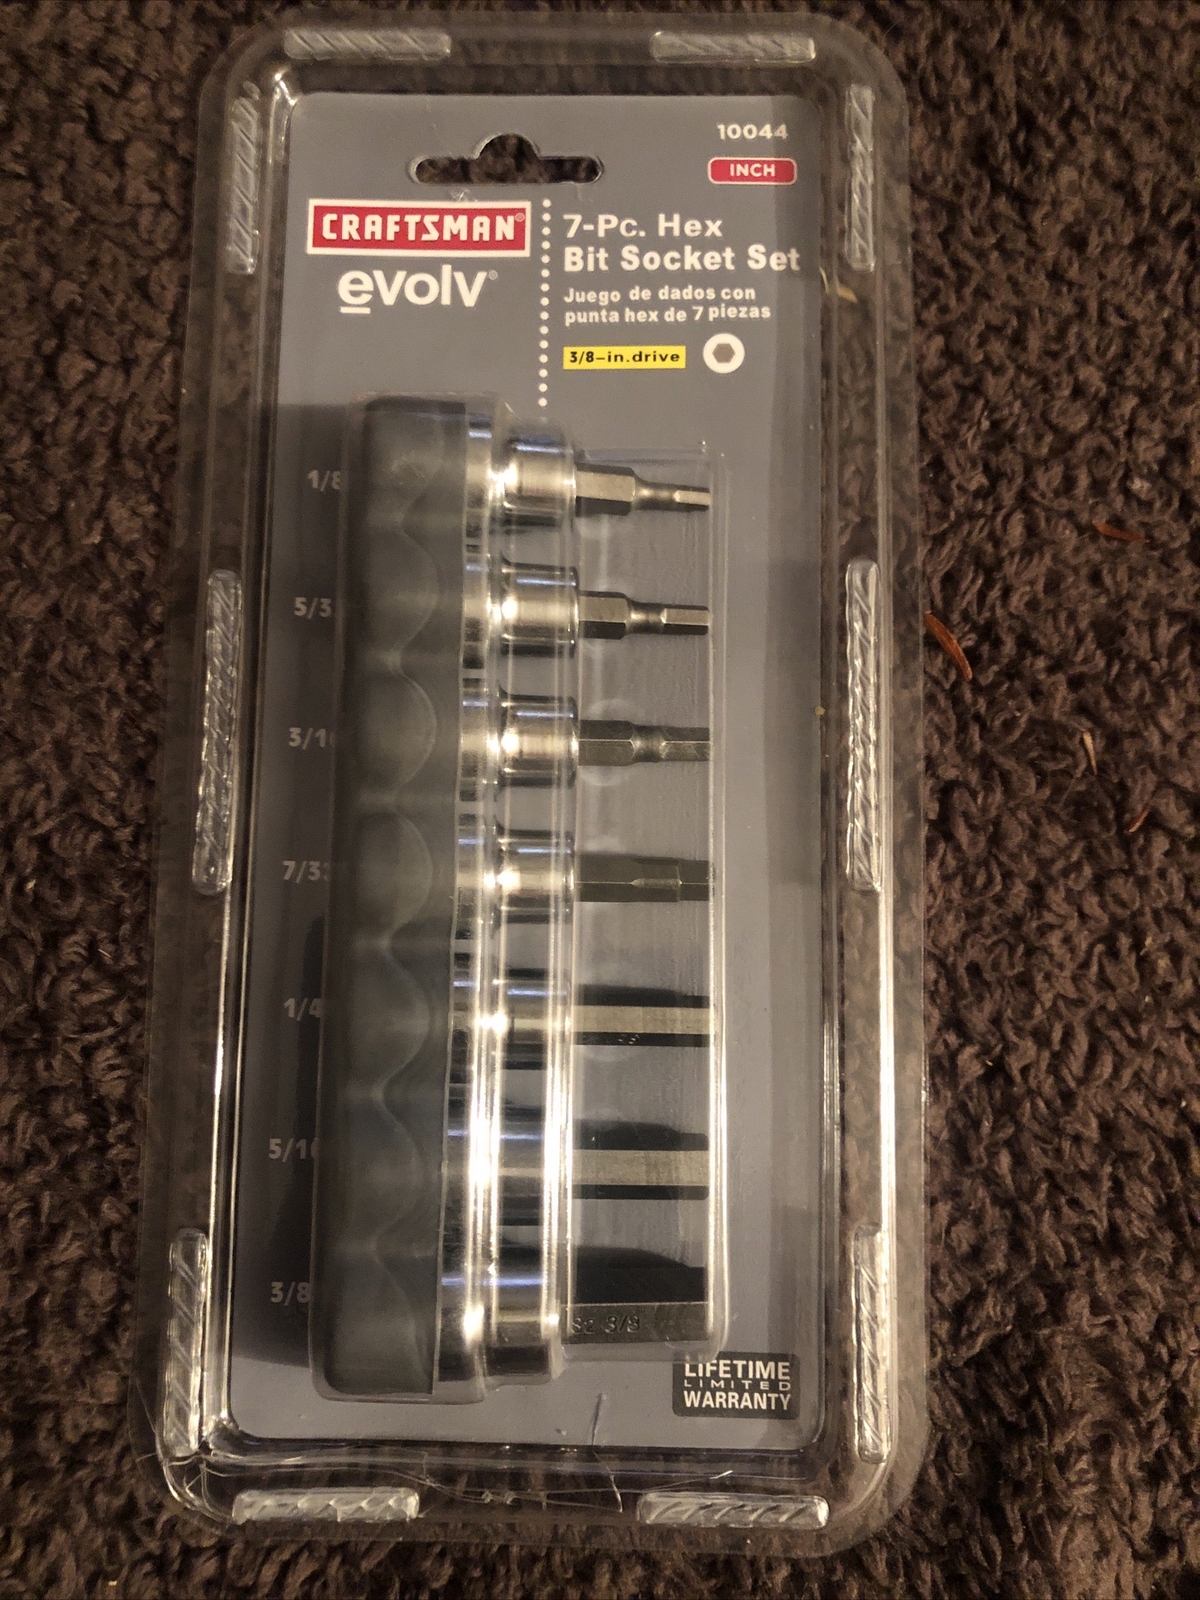 10044
INCH
CRAFTSMAN®
evolv®
7-Pc. Hex
Bit Socket Set
Juego de dados con
punta hex de 7 piezas
3/8-in.drive
1/8
5/3
3/1
7/3
1/4
5/1
3/8
3/8
LIFETIME
LIMITED
WARRANTY